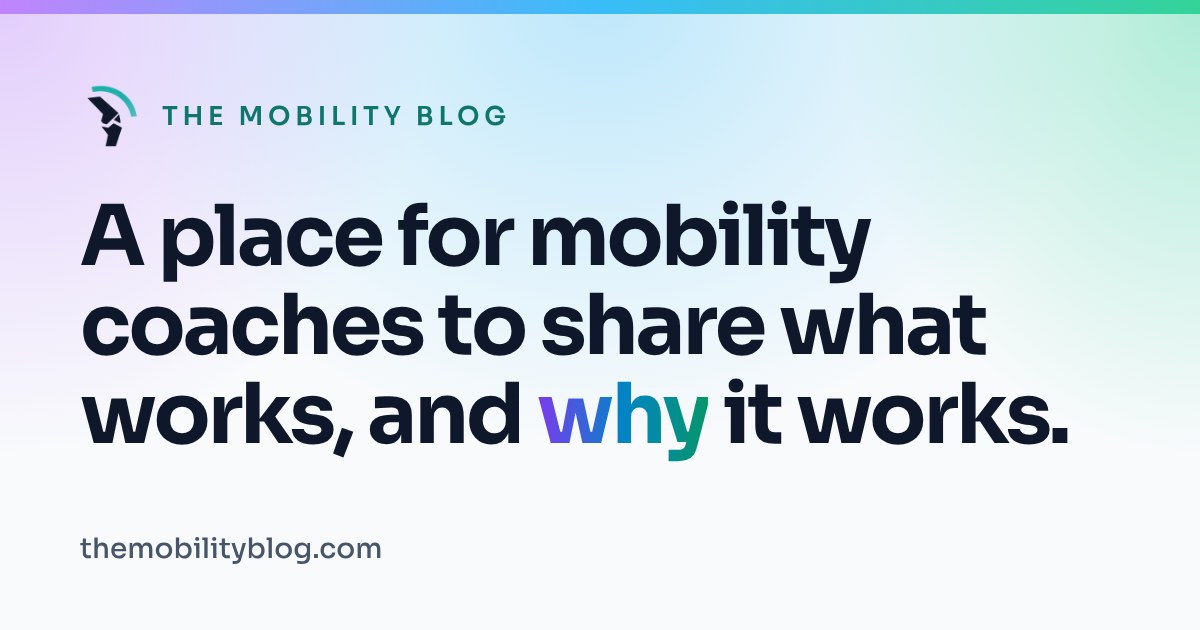 THE MOBILITY BLOG
A place for mobility
coaches to share what
works, and why it works.
themobilityblog.com